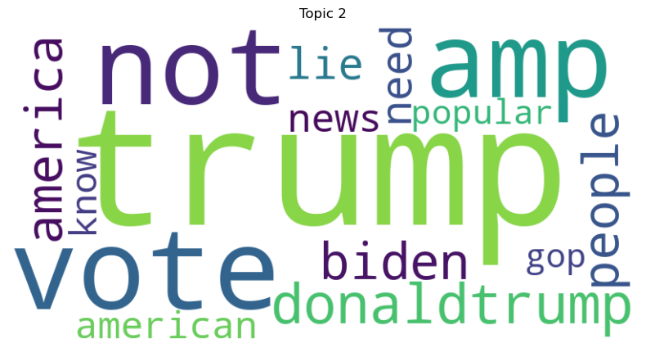 Topic 2
not
lie
need
amp
america
news
popular
trump
know
people
vote
biden
gop
donaldtrump
american